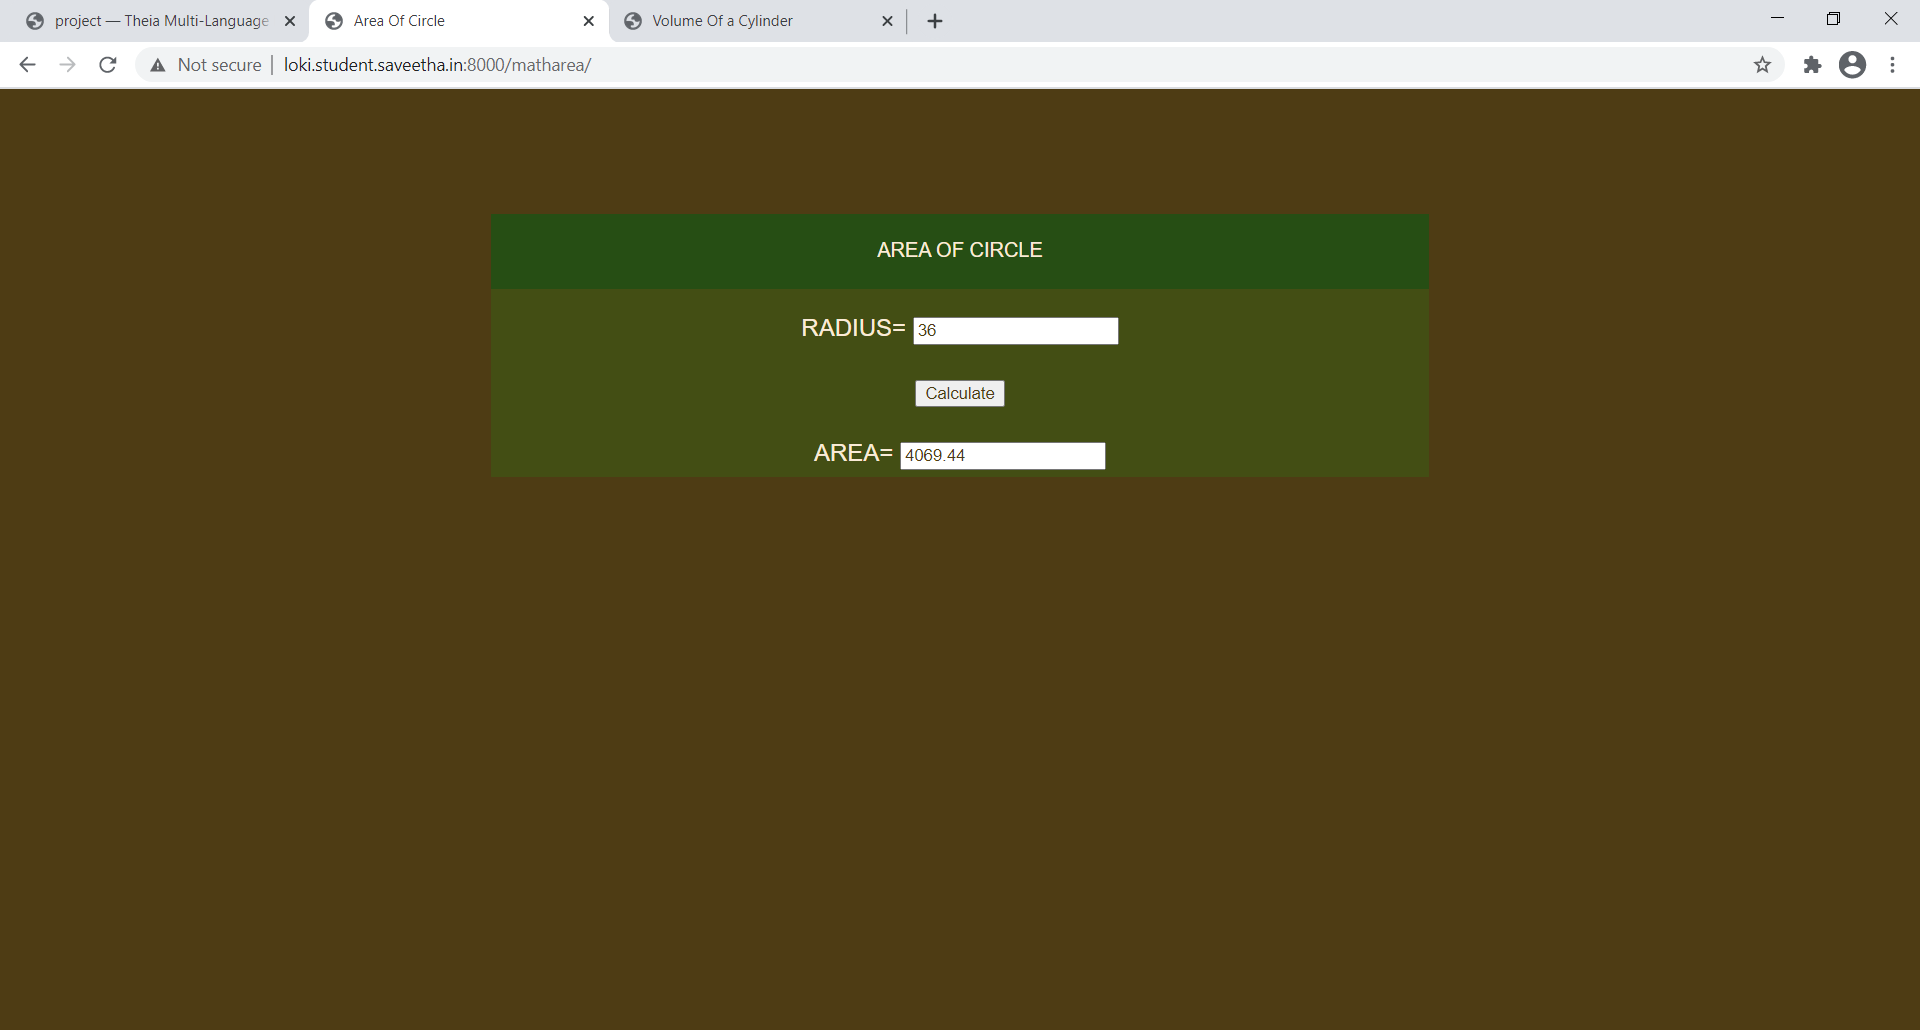 project — Theia Multi-Language
Area Of Circle
Volume Of a Cylinder
Not secure
loki.student.saveetha.in:8000/matharea/
AREA OF CIRCLE
RADIUS= 36
Calculate
AREA= 4069.44